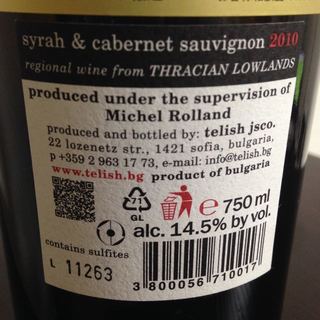 syrah & cabernet sauvignon 2010
regional wine from THRACIAN LOWLANDS
produced under the supervision of
Michel Rolland
produced and bottled by: telish jsco.
22 lozenetz str., 1421 sofia, bulgaria,
p +359 2 963 17 73, e-mail: info@telish.bg
www.telish.bg product of bulgaria
71
GL
e 750 ml
alc. 14.5% by vol.
contains sulfites
L 11263
3 800056 710017